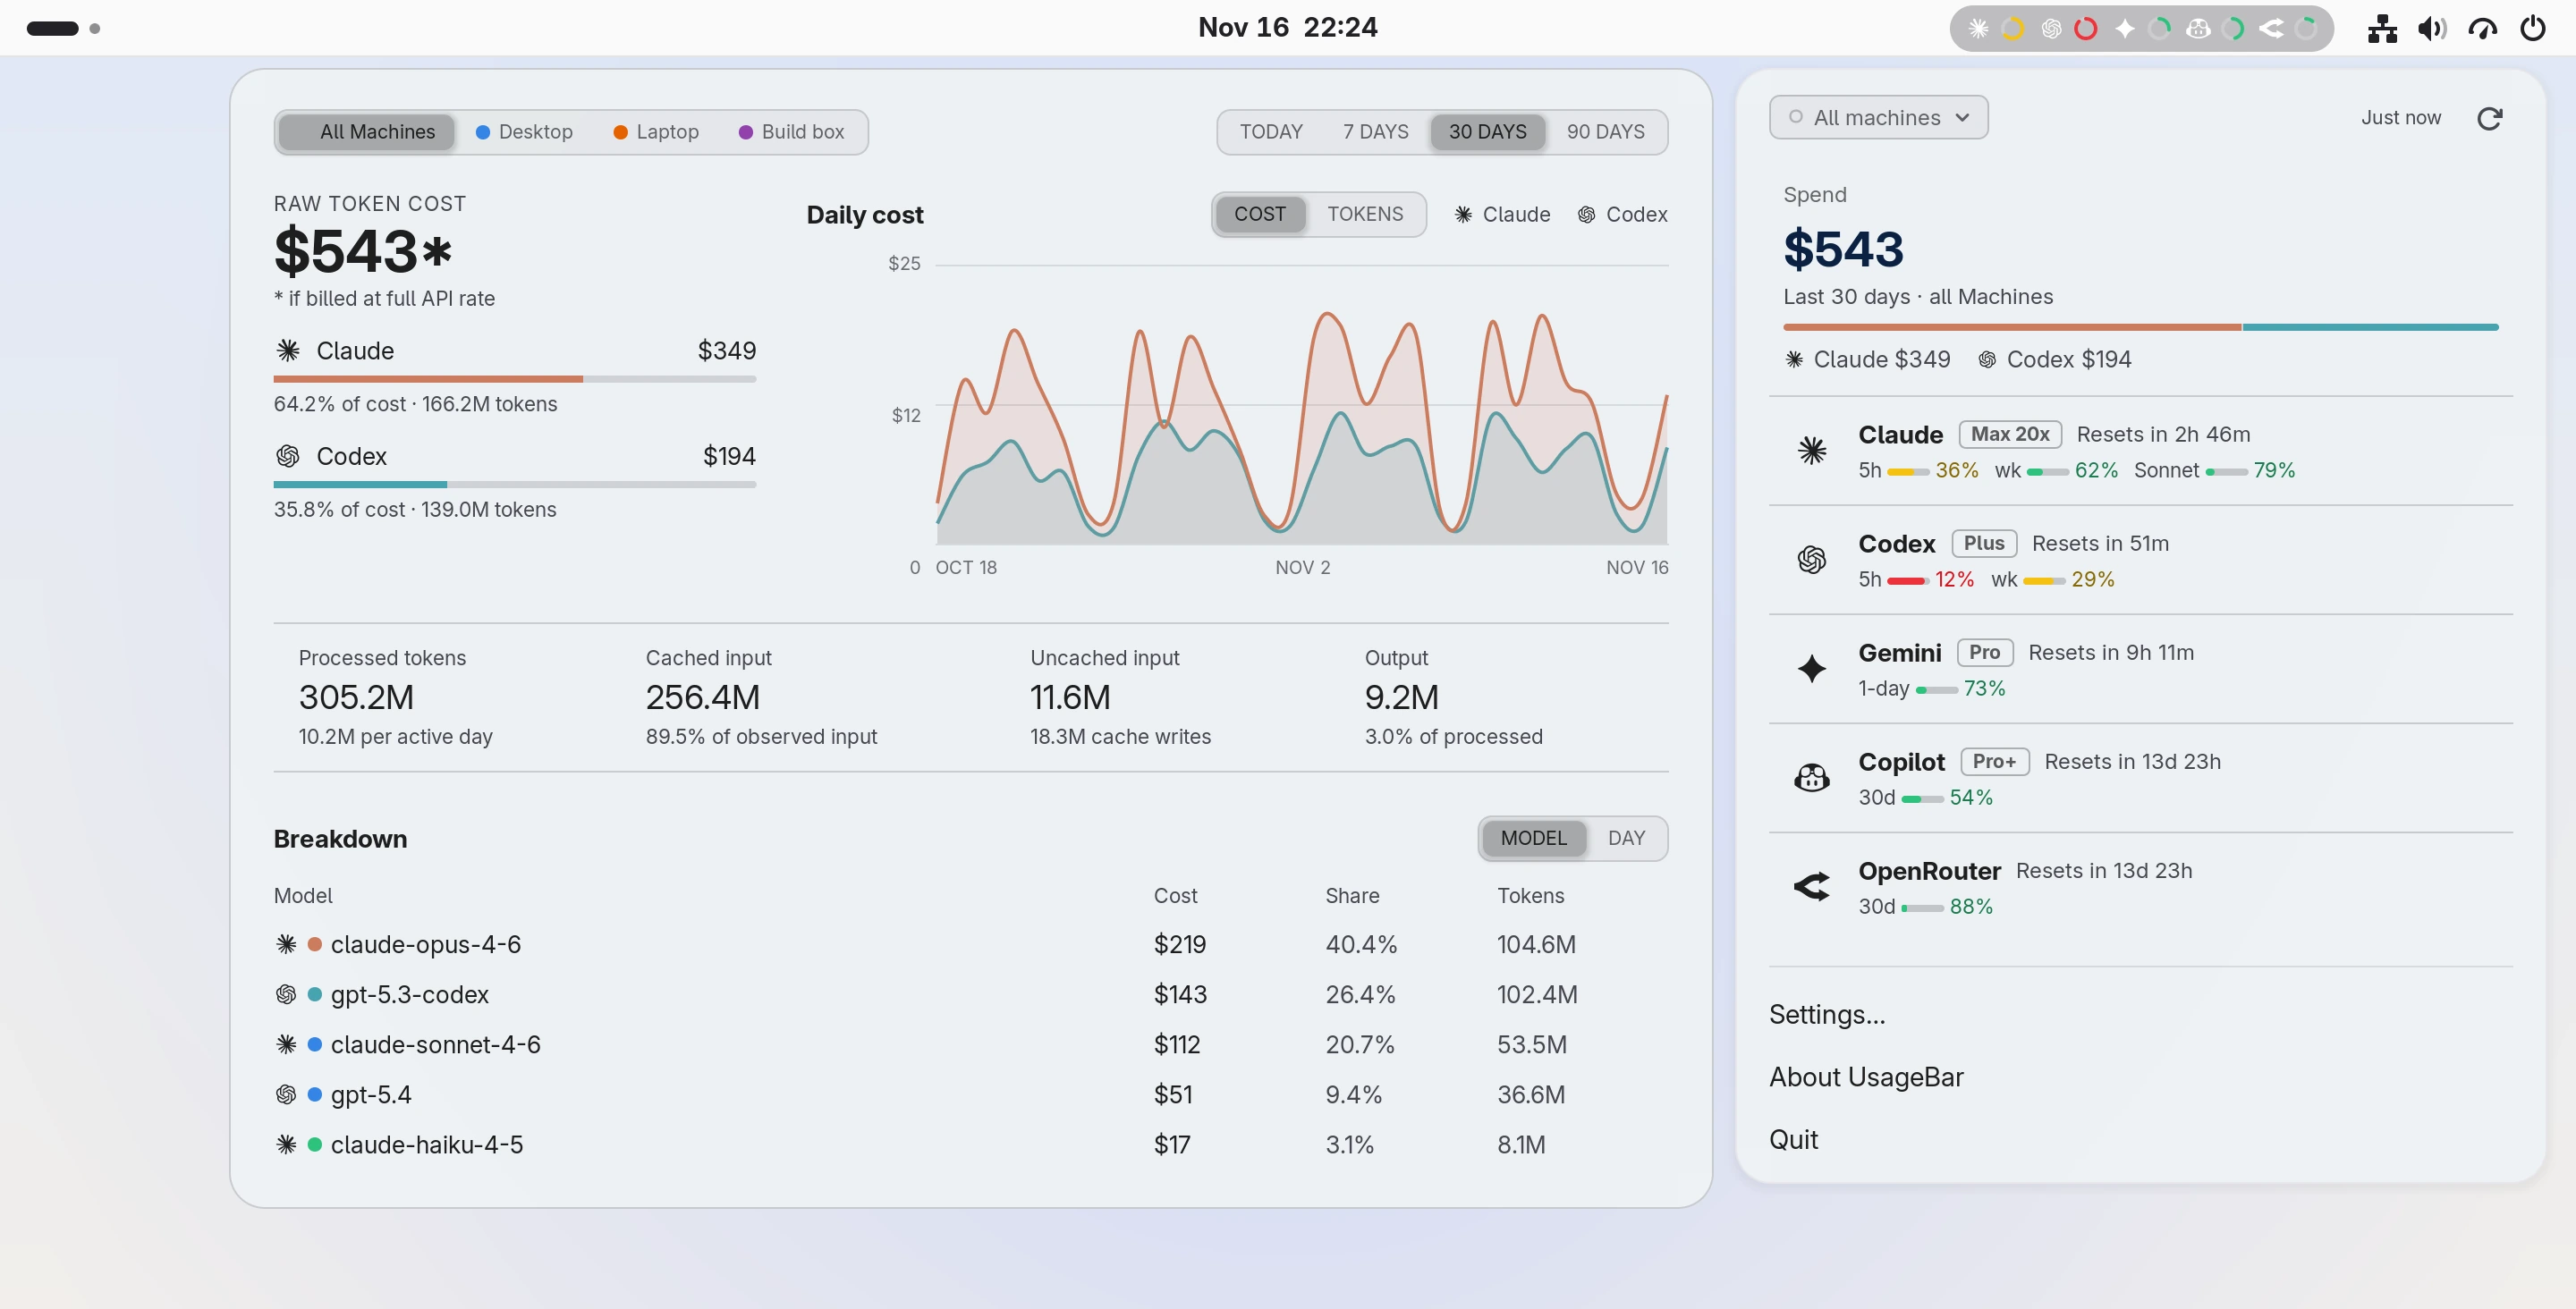 Nov 16 22:24
All Machines Desktop Laptop Build box
TODAY 7 DAYS 30 DAYS 90 DAYS
RAW TOKEN COST
$543*
* if billed at full API rate
Claude $349
64.2% of cost · 166.2M tokens
Codex $194
35.8% of cost · 139.0M tokens
Daily cost
COST TOKENS Claude Codex
$25
$12
0 OCT 18 NOV 2 NOV 16
Processed tokens
305.2M
10.2M per active day
Cached input
256.4M
89.5% of observed input
Uncached input
11.6M
18.3M cache writes
Output
9.2M
3.0% of processed
Breakdown
MODEL DAY
Model Cost Share Tokens
claude-opus-4-6 $219 40.4% 104.6M
gpt-5.3-codex $143 26.4% 102.4M
claude-sonnet-4-6 $112 20.7% 53.5M
gpt-5.4 $51 9.4% 36.6M
claude-haiku-4-5 $17 3.1% 8.1M
All machines Just now
Spend
$543
Last 30 days · all Machines
Claude $349 Codex $194
Claude Max 20x Resets in 2h 46m
5h 36% wk 62% Sonnet 79%
Codex Plus Resets in 51m
5h 12% wk 29%
Gemini Pro Resets in 9h 11m
1-day 73%
Copilot Pro+ Resets in 13d 23h
30d 54%
OpenRouter Resets in 13d 23h
30d 88%
Settings...
About UsageBar
Quit